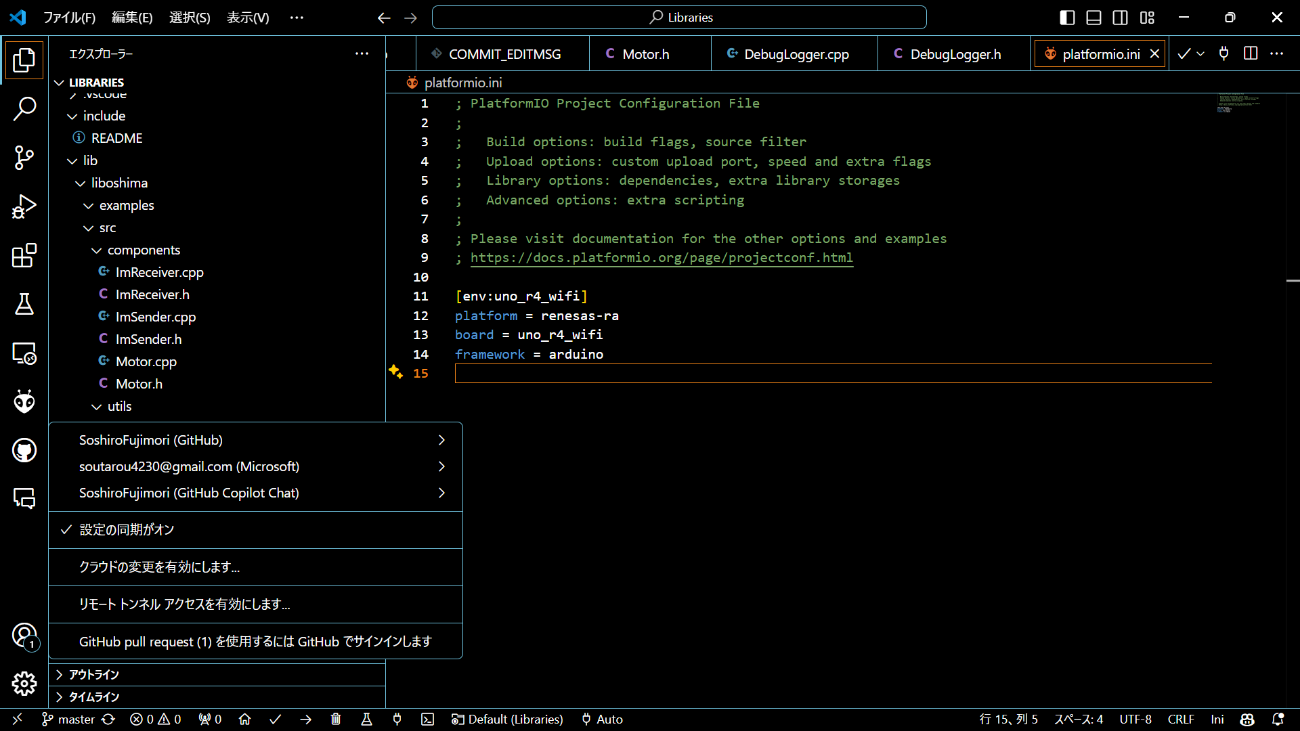 ファイル(F) 編集(E) 選択(S) 表示(V) ··· Libraries
エクスプローラー ···
COMMIT_EDITMSG Motor.h DebugLogger.cpp DebugLogger.h platformio.ini
LIBRARIES
.vscode
include
README
lib
liboshima
examples
src
components
ImReceiver.cpp
ImReceiver.h
ImSender.cpp
ImSender.h
Motor.cpp
Motor.h
utils
platformio.ini
1 ; PlatformIO Project Configuration File
2 ;
3 ;   Build options: build flags, source filter
4 ;   Upload options: custom upload port, speed and extra flags
5 ;   Library options: dependencies, extra library storages
6 ;   Advanced options: extra scripting
7 ;
8 ; Please visit documentation for the other options and examples
9 ; https://docs.platformio.org/page/projectconf.html
10
11 [env:uno_r4_wifi]
12 platform = renesas-ra
13 board = uno_r4_wifi
14 framework = arduino
15
SoshiroFujimori (GitHub)
soutarou4230@gmail.com (Microsoft)
SoshiroFujimori (GitHub Copilot Chat)
設定の同期がオン
クラウドの変更を有効にします...
リモート トンネル アクセスを有効にします...
GitHub pull request (1) を使用するには GitHub でサインインします
1
アウトライン
タイムライン
master 0 0 0 Default (Libraries) Auto 行 15、列 5 スペース: 4 UTF-8 CRLF Ini